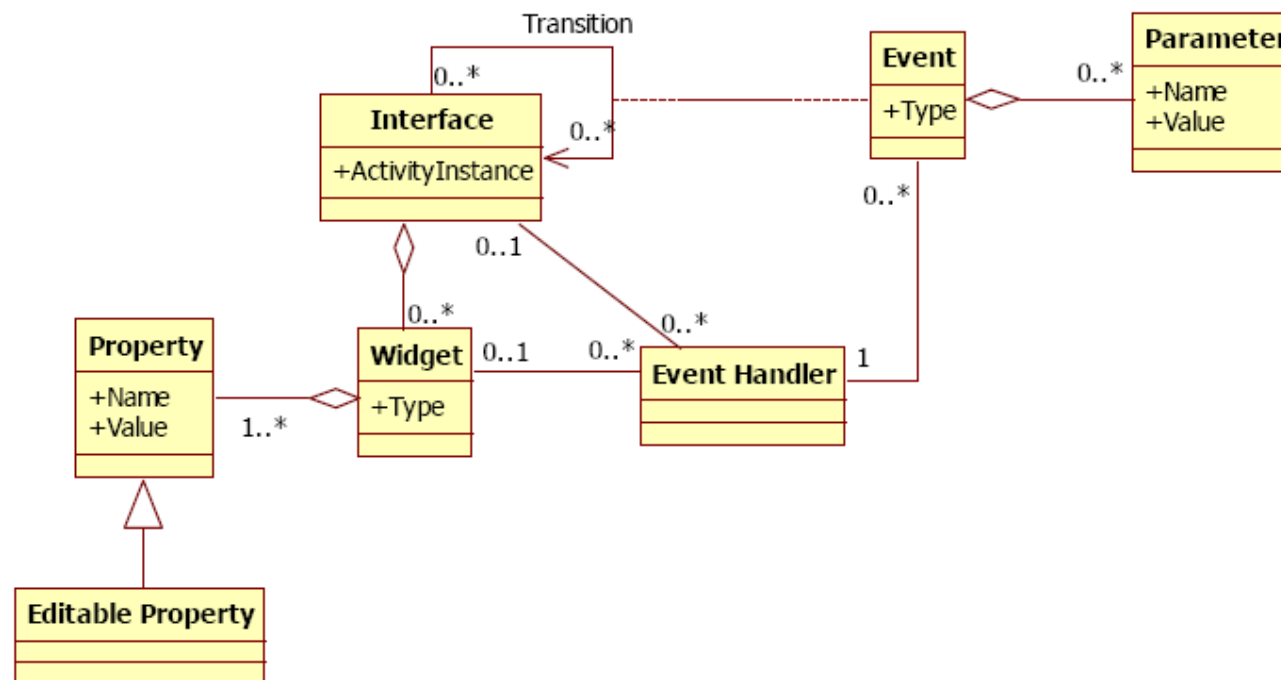 Transition
0..*
Interface
+ActivityInstance
0..*
Event
+Type
0..*
Parameter
+Name
+Value
0..*
0..1
0..*
0..*
Property
+Name
+Value
1..*
Widget
+Type
0..1
0..*
Event Handler
1
Editable Property